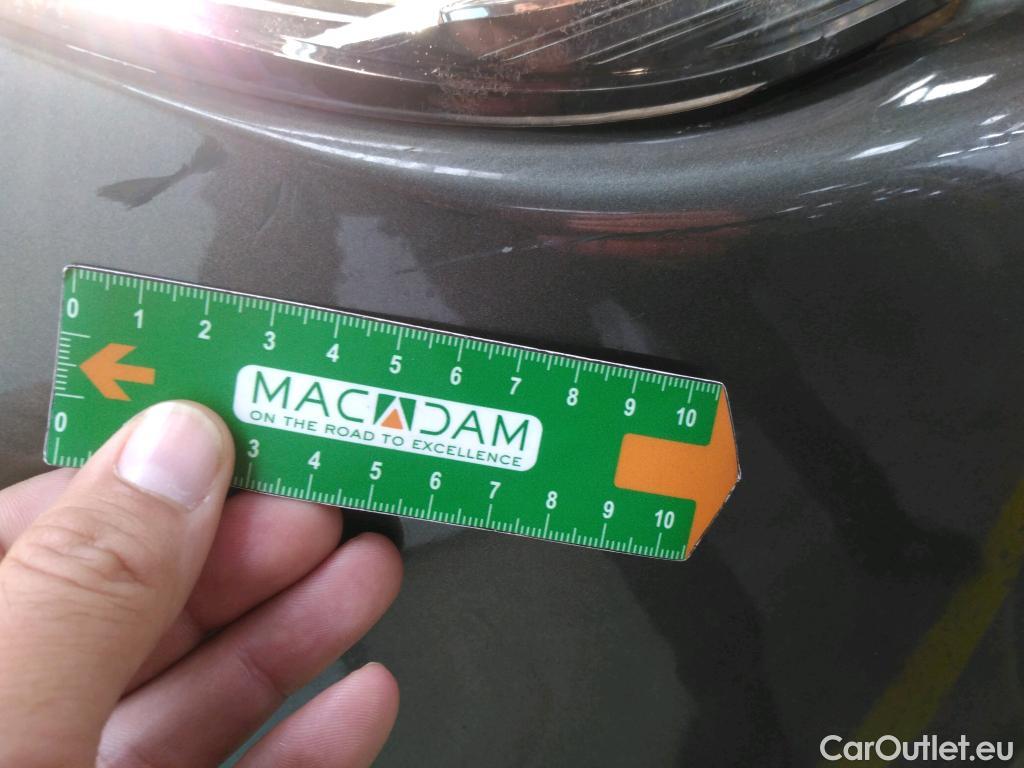 0 1 2 3 4 5 6 7 8 9 10
MACADAM
ON THE ROAD TO EXCELLENCE
0 3 4 5 6 7 8 9 10
CarOutlet.eu